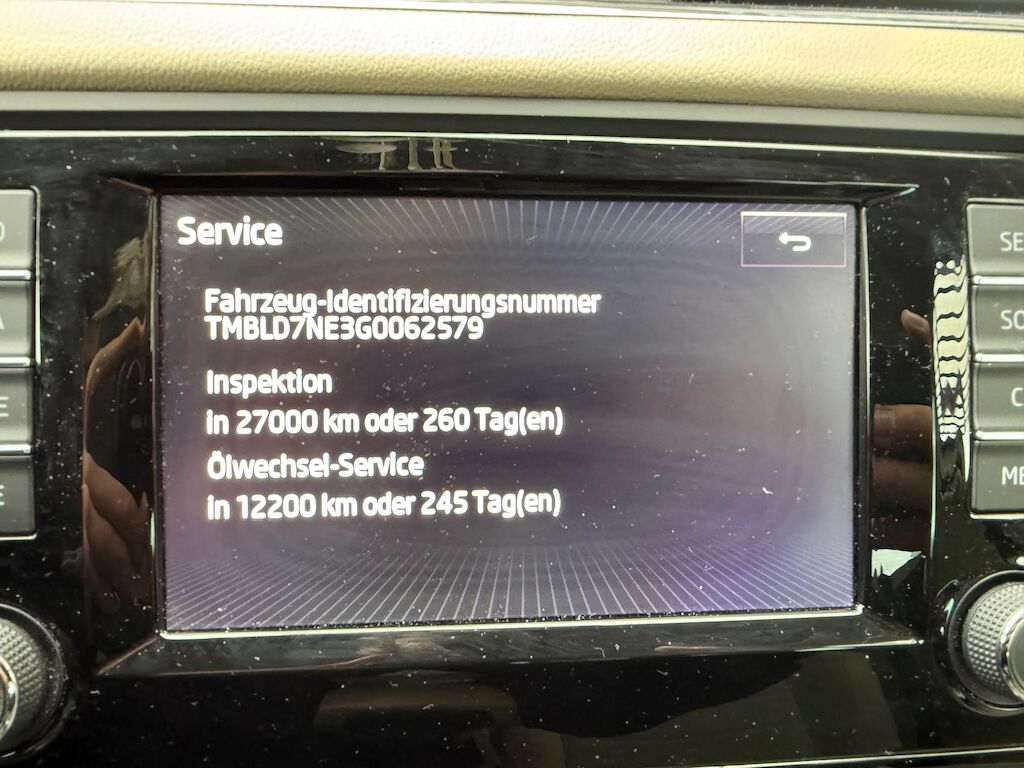 Service
Fahrzeug-Identifizierungsnummer
TMBLD7NE3G0062579
Inspektion
in 27000 km oder 260 Tag(en)
Ölwechsel-Service
in 12200 km oder 245 Tag(en)